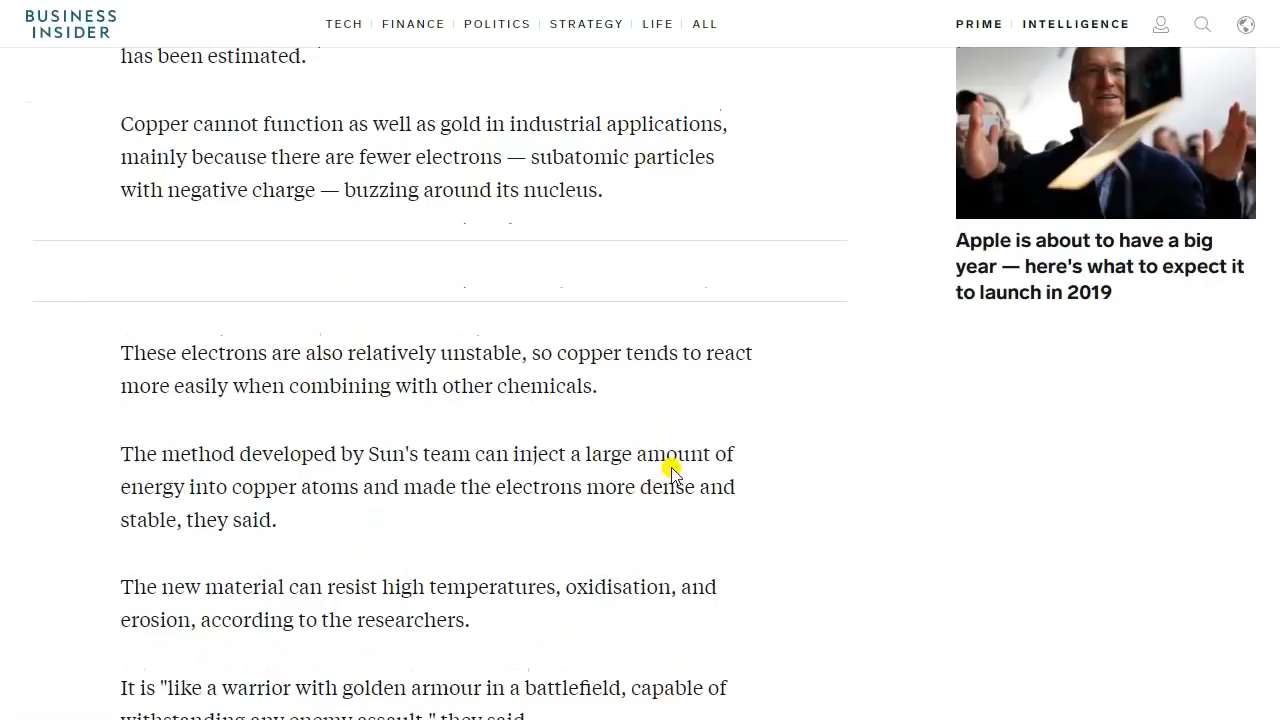 BUSINESS
INSIDER
TECH FINANCE POLITICS STRATEGY LIFE ALL
PRIME INTELLIGENCE
has been estimated.
Copper cannot function as well as gold in industrial applications,
mainly because there are fewer electrons — subatomic particles
with negative charge — buzzing around its nucleus.
These electrons are also relatively unstable, so copper tends to react
more easily when combining with other chemicals.
The method developed by Sun's team can inject a large amount of
energy into copper atoms and made the electrons more dense and
stable, they said.
The new material can resist high temperatures, oxidisation, and
erosion, according to the researchers.
It is "like a warrior with golden armour in a battlefield, capable of
withstanding any enemy assault," they said.
Apple is about to have a big
year — here's what to expect it
to launch in 2019